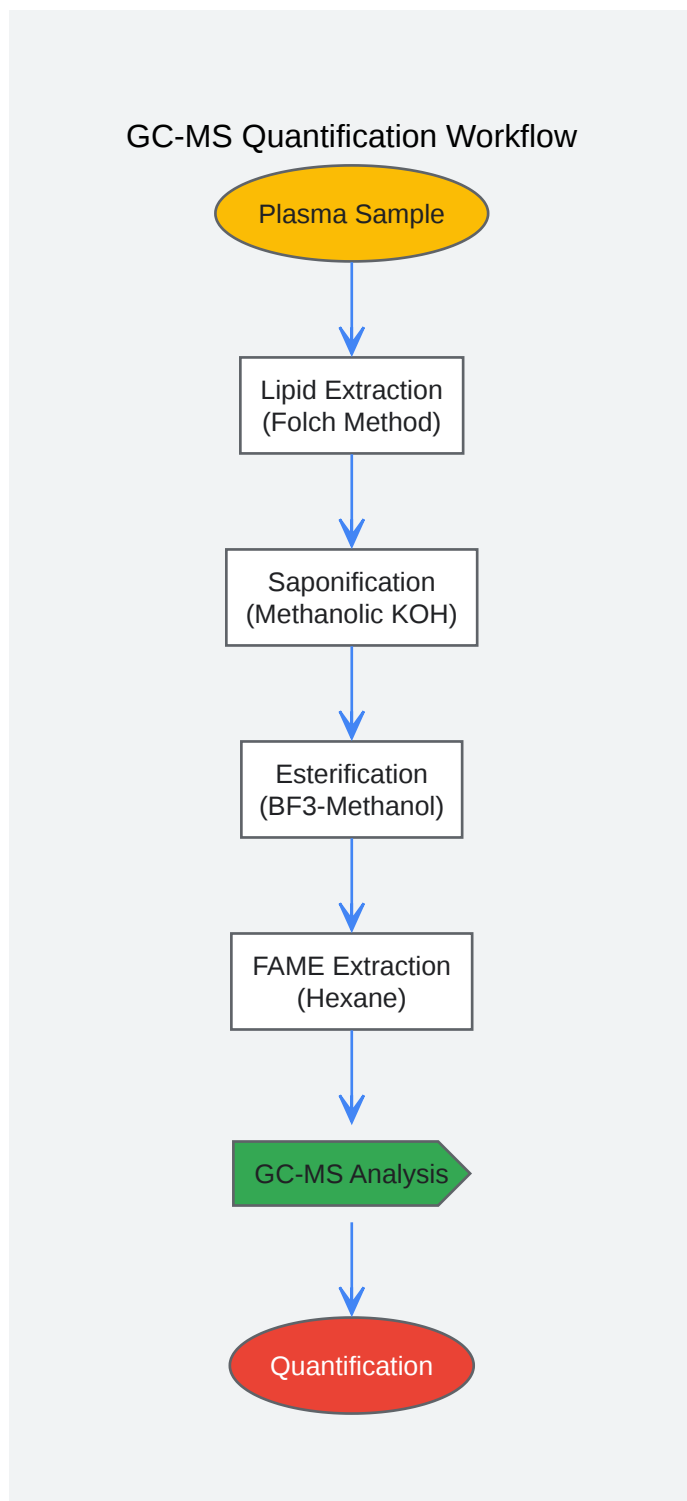 GC-MS Quantification Workflow
Plasma Sample
Lipid Extraction
(Folch Method)
Saponification
(Methanolic KOH)
Esterification
(BF3-Methanol)
FAME Extraction
(Hexane)
GC-MS Analysis
Quantification